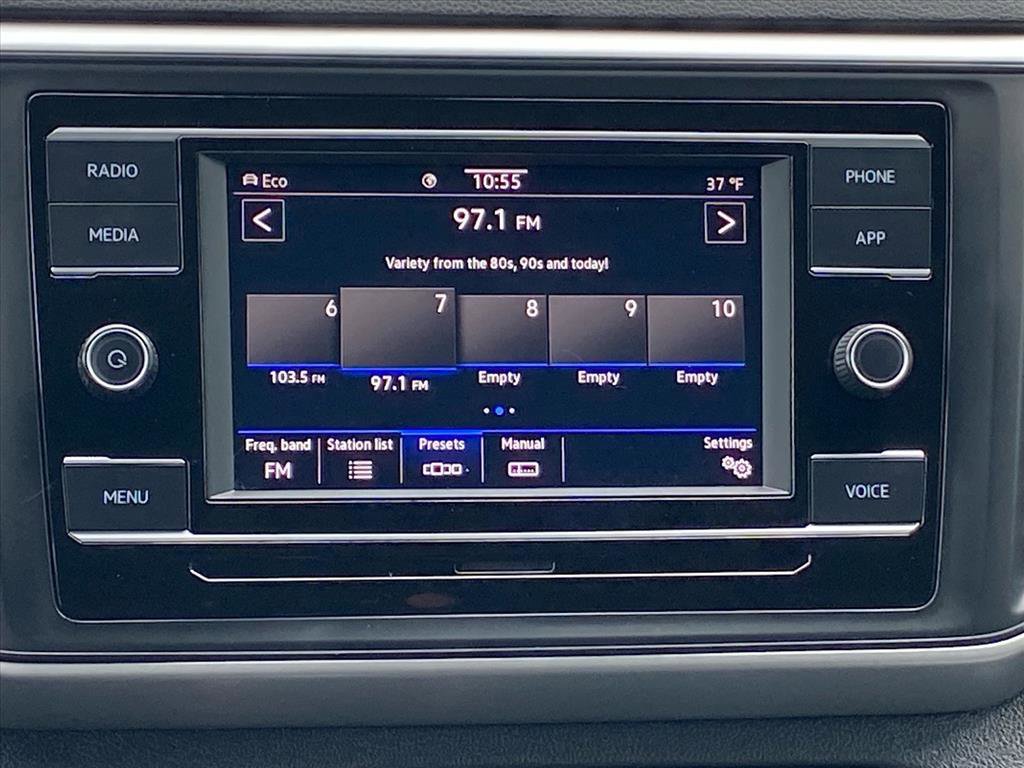 RADIO
MEDIA
MENU
Eco
10:55
37 °F
97.1 FM
Variety from the 80s, 90s and today!
6
7
8
9
10
103.5 FM
97.1 FM
Empty
Empty
Empty
Freq. band
Station list
Presets
Manual
Settings
FM
PHONE
APP
VOICE